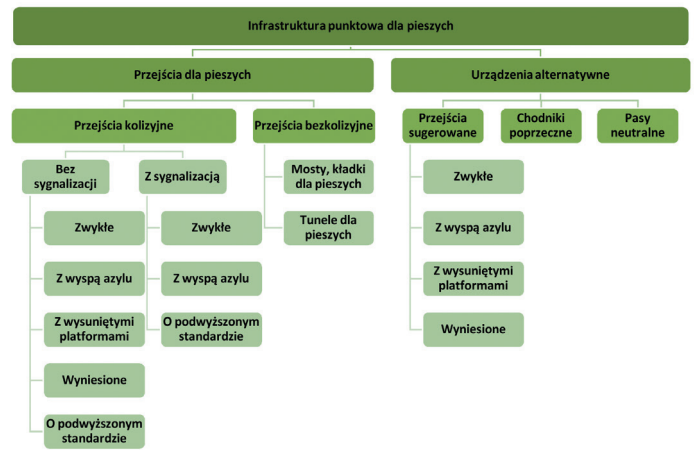 Infrastruktura punktowa dla pieszych
Przejścia dla pieszych
Urządzenia alternatywne
Przejścia kolizyjne
Przejścia bezkolizyjne
Przejścia
sugerowane
Chodniki
poprzeczne
Pasy
neutralne
Bez
sygnalizacji
Z sygnalizacją
Mosty, kładki
dla pieszych
Zwykłe
Zwykłe
Zwykłe
Tunele dla
pieszych
Z wyspą azylu
Z wyspą azylu
Z wyspą azylu
Z wysuniętymi
platformami
Z wysuniętymi
platformami
O podwyższonym
standardzie
Wyniesione
Wyniesione
O podwyższonym
standardzie